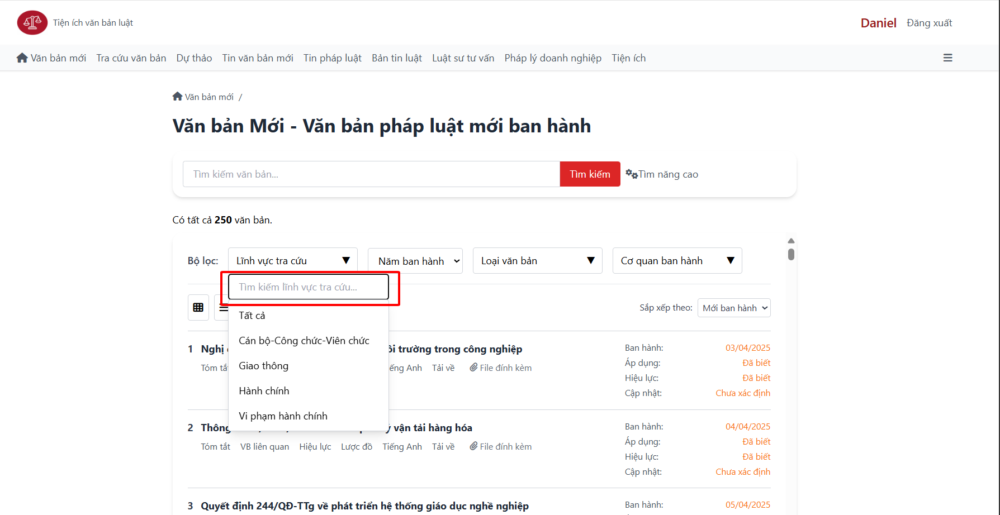 Tiện ích văn bản luật
Daniel Đăng xuất
Văn bản mới Tra cứu văn bản Dự thảo Tin văn bản mới Tin pháp luật Bản tin luật Luật sư tư vấn Pháp lý doanh nghiệp Tiện ích
Văn bản mới /
Văn bản Mới - Văn bản pháp luật mới ban hành
Tìm kiếm văn bản... Tìm kiếm Tìm năng cao
Có tất cả 250 văn bản.
Bộ lọc: Lĩnh vực tra cứu Năm ban hành Loại văn bản Cơ quan ban hành
Tìm kiếm lĩnh vực tra cứu...
Sắp xếp theo: Mới ban hành
Tất cả
Cán bộ-Công chức-Viên chức
Giao thông
Hành chính
Vi phạm hành chính
1 Nghị trường trong công nghiệp
Tóm Anh Tải về File đính kèm
Ban hành: 03/04/2025
Áp dụng: Đã biết
Hiệu lực: Đã biết
Cập nhật: Chưa xác định
2 Thông vận tải hàng hóa
Tóm tắt VB liên quan Hiệu lực Lược đồ Tiếng Anh Tải về File đính kèm
Ban hành: 04/04/2025
Áp dụng: Đã biết
Hiệu lực: Đã biết
Cập nhật: Chưa xác định
3 Quyết định 244/QĐ-TTg về phát triển hệ thống giáo dục nghề nghiệp
Ban hành: 05/04/2025